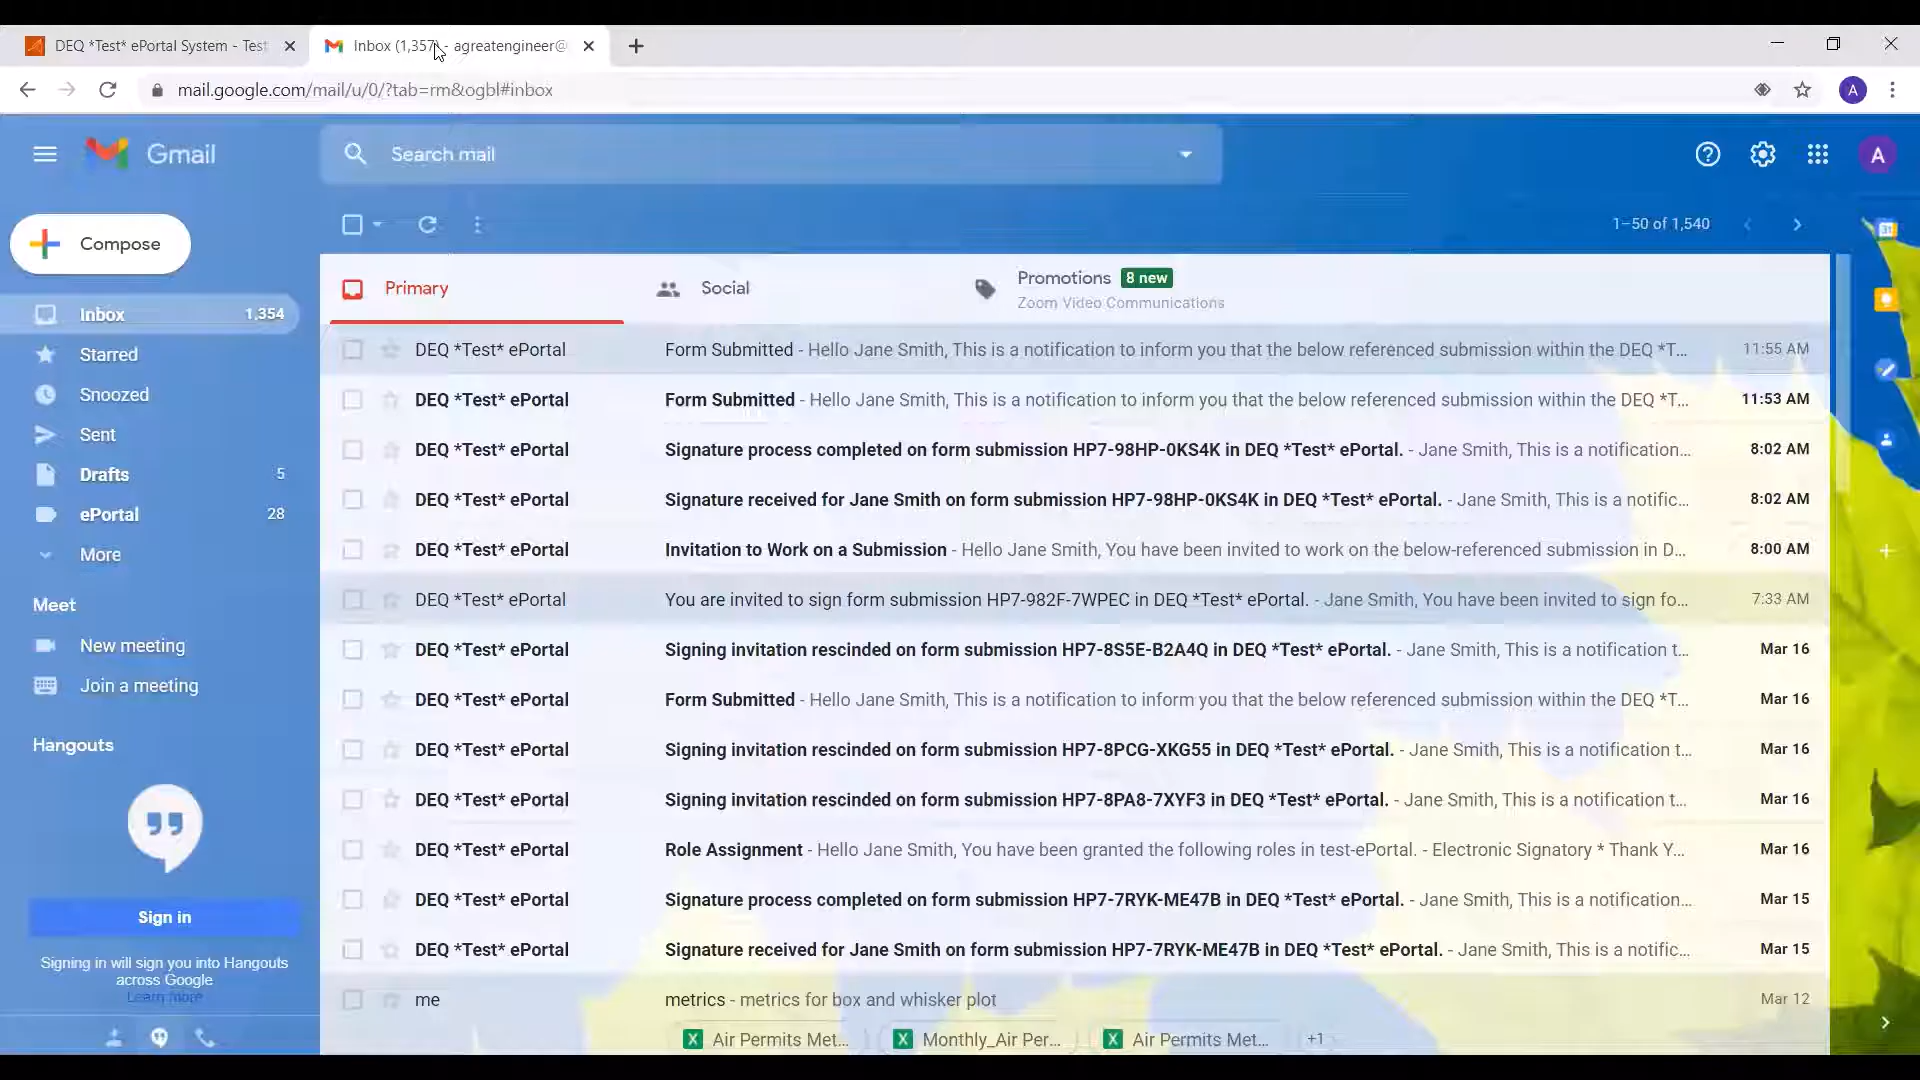 DEQ *Test* ePortal System - Test
Inbox (1,357) - agreatengineer@
mail.google.com/mail/u/0/?tab=rm&ogbl#inbox
A
Gmail
Search mail
A
Compose
1–50 of 1,540
Inbox 1,354
Starred
Snoozed
Sent
Drafts 5
ePortal 28
More
Meet
New meeting
Join a meeting
Hangouts
Sign in
Signing in will sign you into Hangouts
across Google
Learn more
Primary
Social
Promotions 8 new
Zoom Video Communications
DEQ *Test* ePortal Form Submitted - Hello Jane Smith, This is a notification to inform you that the below referenced submission within the DEQ *T... 11:55 AM
DEQ *Test* ePortal Form Submitted - Hello Jane Smith, This is a notification to inform you that the below referenced submission within the DEQ *T... 11:53 AM
DEQ *Test* ePortal Signature process completed on form submission HP7-98HP-0KS4K in DEQ *Test* ePortal. - Jane Smith, This is a notification... 8:02 AM
DEQ *Test* ePortal Signature received for Jane Smith on form submission HP7-98HP-0KS4K in DEQ *Test* ePortal. - Jane Smith, This is a notific... 8:02 AM
DEQ *Test* ePortal Invitation to Work on a Submission - Hello Jane Smith, You have been invited to work on the below-referenced submission in D... 8:00 AM
DEQ *Test* ePortal You are invited to sign form submission HP7-982F-7WPEC in DEQ *Test* ePortal. - Jane Smith, You have been invited to sign fo... 7:33 AM
DEQ *Test* ePortal Signing invitation rescinded on form submission HP7-8S5E-B2A4Q in DEQ *Test* ePortal. - Jane Smith, This is a notification t... Mar 16
DEQ *Test* ePortal Form Submitted - Hello Jane Smith, This is a notification to inform you that the below referenced submission within the DEQ *T... Mar 16
DEQ *Test* ePortal Signing invitation rescinded on form submission HP7-8PCG-XKG55 in DEQ *Test* ePortal. - Jane Smith, This is a notification t... Mar 16
DEQ *Test* ePortal Signing invitation rescinded on form submission HP7-8PA8-7XYF3 in DEQ *Test* ePortal. - Jane Smith, This is a notification t... Mar 16
DEQ *Test* ePortal Role Assignment - Hello Jane Smith, You have been granted the following roles in test-ePortal. - Electronic Signatory * Thank Y... Mar 16
DEQ *Test* ePortal Signature process completed on form submission HP7-7RYK-ME47B in DEQ *Test* ePortal. - Jane Smith, This is a notification... Mar 15
DEQ *Test* ePortal Signature received for Jane Smith on form submission HP7-7RYK-ME47B in DEQ *Test* ePortal. - Jane Smith, This is a notific... Mar 15
me metrics - metrics for box and whisker plot Mar 12
X Air Permits Met... X Monthly_Air Per... X Air Permits Met... +1
31